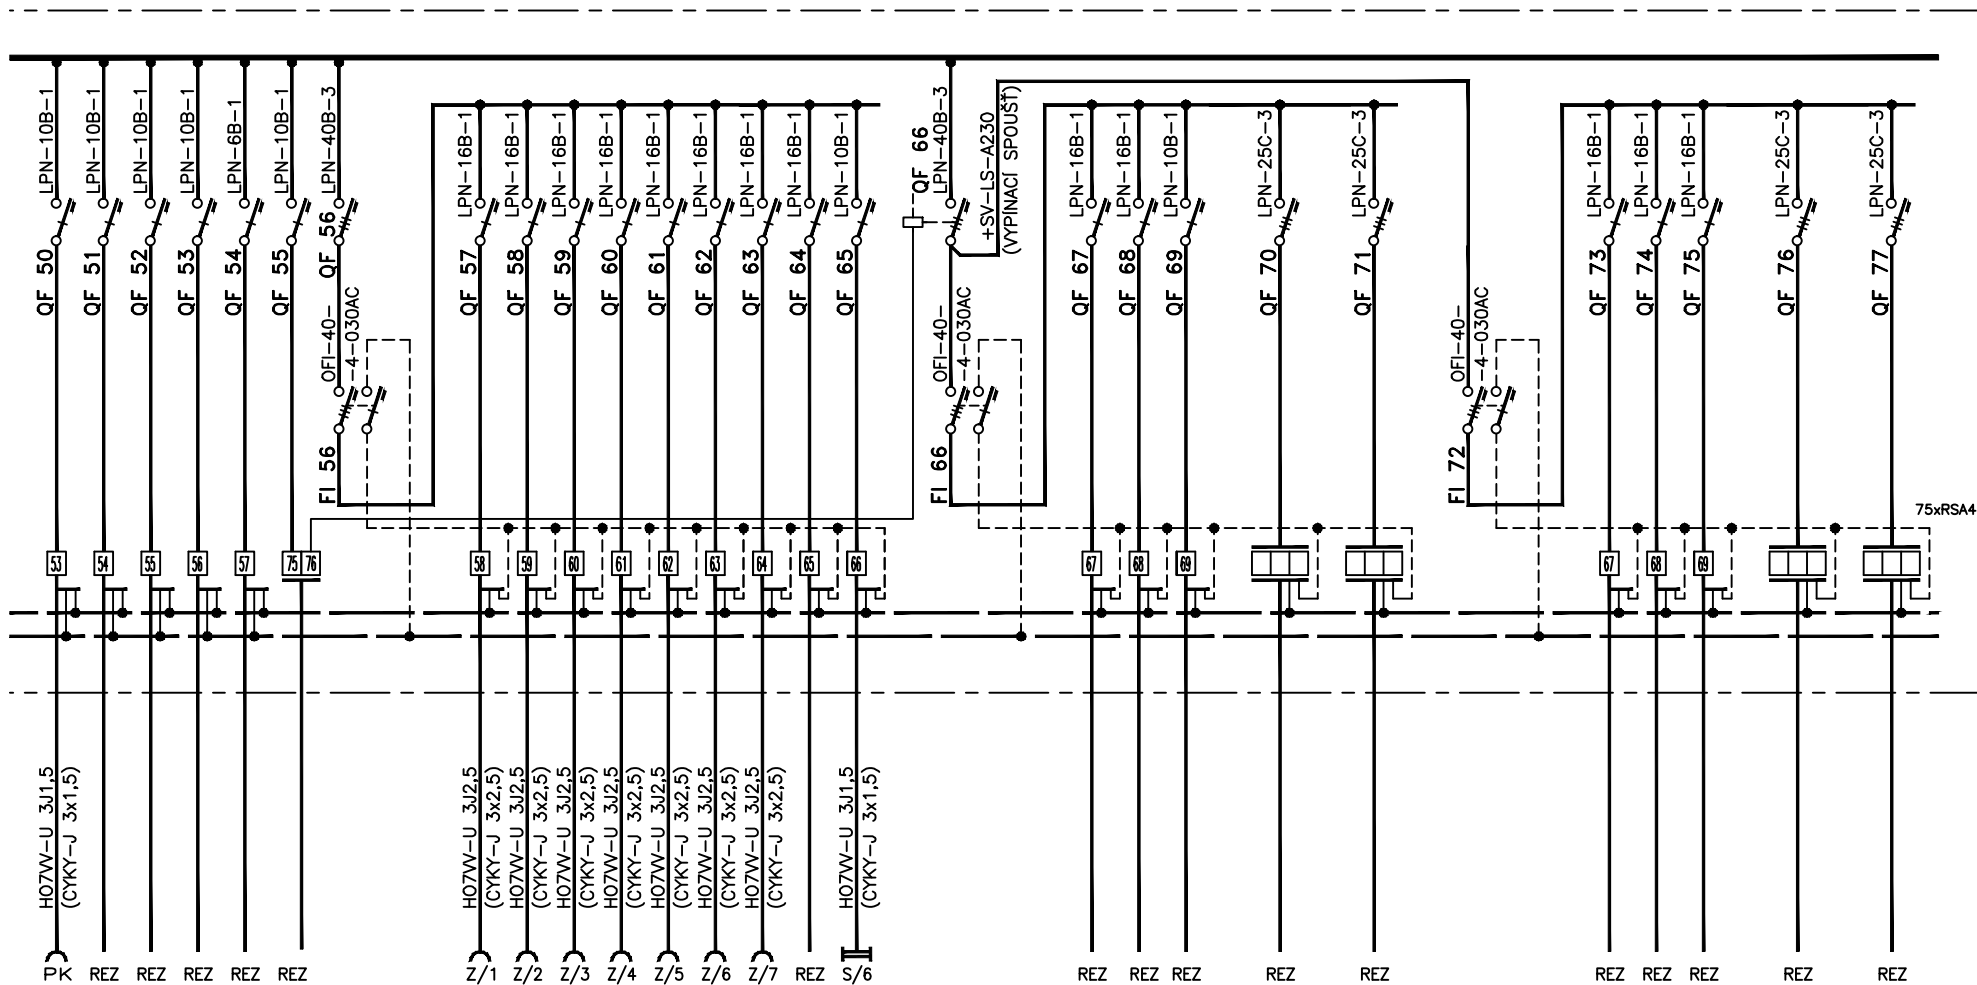 LPN-10B-1
LPN-10B-1
LPN-10B-1
LPN-10B-1
LPN-6B-1
LPN-10B-1
LPN-40B-3
LPN-16B-1
LPN-16B-1
LPN-16B-1
LPN-16B-1
LPN-16B-1
LPN-16B-1
LPN-16B-1
LPN-16B-1
LPN-10B-1
QF 66
LPN-40B-3
+SV-LS-A230
(VYPÍNACÍ SPOUŠŤ)
LPN-16B-1
LPN-16B-1
LPN-10B-1
LPN-25C-3
LPN-25C-3
LPN-16B-1
LPN-16B-1
LPN-16B-1
LPN-25C-3
LPN-25C-3
QF 50
QF 51
QF 52
QF 53
QF 54
QF 55
QF 56
QF 57
QF 58
QF 59
QF 60
QF 61
QF 62
QF 63
QF 64
QF 65
QF 67
QF 68
QF 69
QF 70
QF 71
QF 73
QF 74
QF 75
QF 76
QF 77
OFI-40-
-4-030AC
OFI-40-
-4-030AC
OFI-40-
-4-030AC
FI 56
FI 66
FI 72
75xRSA4
53
54
55
56
57
75
76
58
59
60
61
62
63
64
65
66
67
68
69
67
68
69
H07VV-U 3J1,5
(CYKY-J 3x1,5)
H07VV-U 3J2,5
(CYKY-J 3x2,5)
H07VV-U 3J2,5
(CYKY-J 3x2,5)
H07VV-U 3J2,5
(CYKY-J 3x2,5)
H07VV-U 3J2,5
(CYKY-J 3x2,5)
H07VV-U 3J2,5
(CYKY-J 3x2,5)
H07VV-U 3J2,5
(CYKY-J 3x2,5)
H07VV-U 3J2,5
(CYKY-J 3x2,5)
H07VV-U 3J1,5
(CYKY-J 3x1,5)
PK
REZ
REZ
REZ
REZ
REZ
Z/1
Z/2
Z/3
Z/4
Z/5
Z/6
Z/7
REZ
S/6
REZ
REZ
REZ
REZ
REZ
REZ
REZ
REZ
REZ
REZ